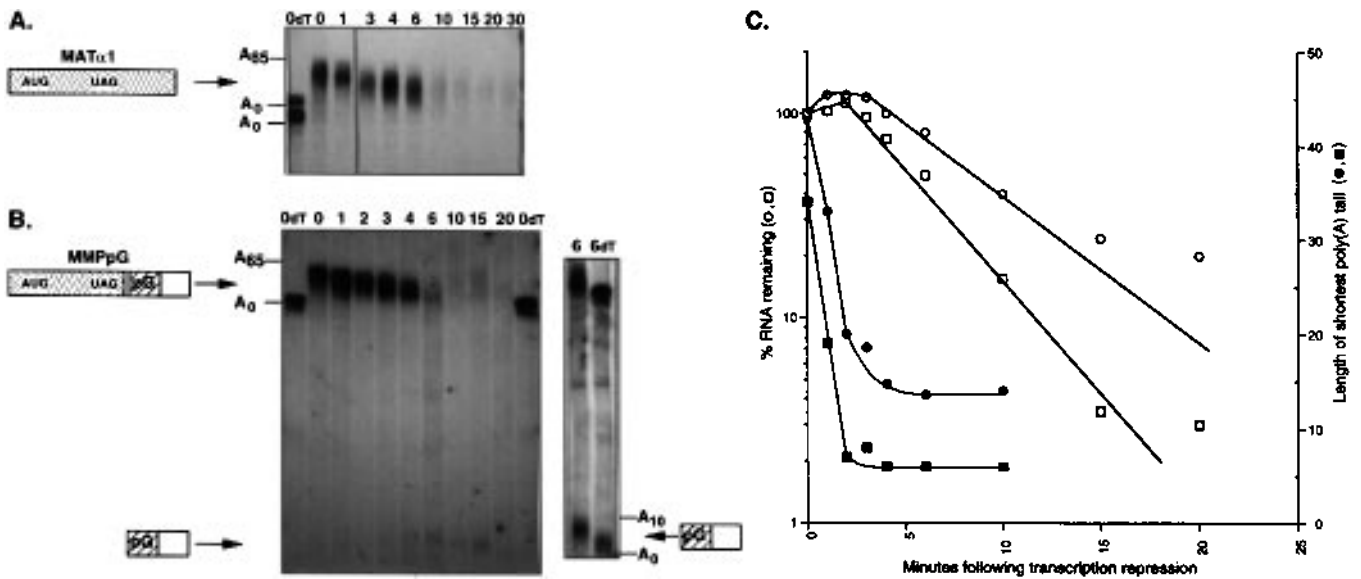 A.
0dT 0 1 3 4 6 10 15 20 30
MATα1
AUG UAG
A65
A0
A0
B.
0dT 0 1 2 3 4 6 10 15 20 0dT
MMPpG
AUG UAG pG
A65
A0
pG
6 6dT
A10
A0
pG
C.
% RNA remaining (○,□)
100
10
1
0 5 10 15 20 25
Minutes following transcription repression
50
40
30
20
10
0
Length of shortest poly(A) tail (●,■)